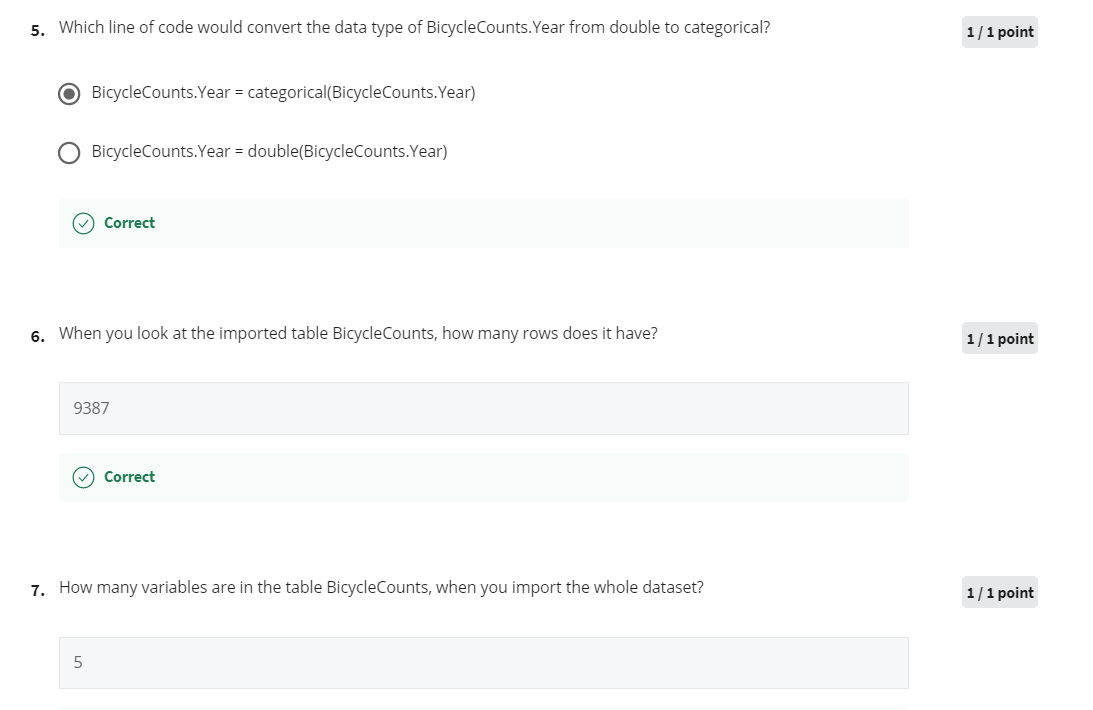 5. Which line of code would convert the data type of BicycleCounts.Year from double to categorical?
1 / 1 point
BicycleCounts.Year = categorical(BicycleCounts.Year)
BicycleCounts.Year = double(BicycleCounts.Year)
Correct
6. When you look at the imported table BicycleCounts, how many rows does it have?
1 / 1 point
9387
Correct
7. How many variables are in the table BicycleCounts, when you import the whole dataset?
1 / 1 point
5